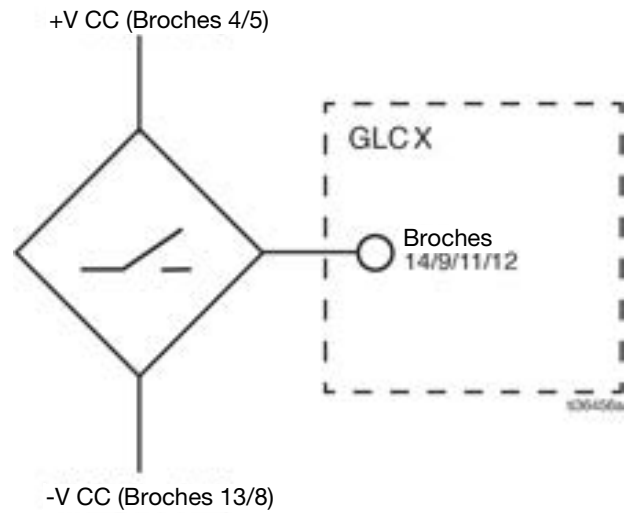 +V CC (Broches 4/5)
GLC X
Broches
14/9/11/12
ti36456a
-V CC (Broches 13/8)